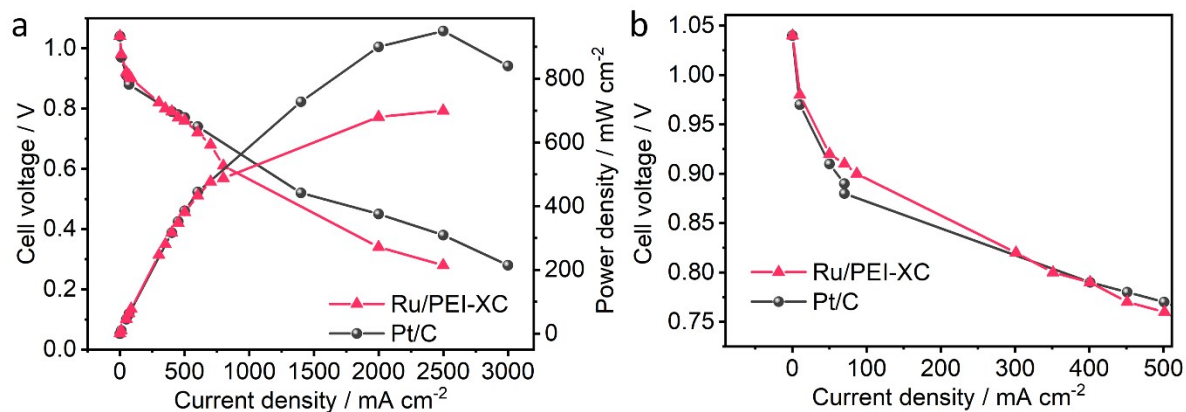 a
1.0
0.8
0.6
0.4
0.2
0.0
Cell voltage / V
Ru/PEI-XC
Pt/C
800
600
400
200
0
Power density / mW cm-2
0 500 1000 1500 2000 2500 3000
Current density / mA cm-2
b
1.05
1.00
0.95
0.90
0.85
0.80
0.75
Cell voltage / V
Ru/PEI-XC
Pt/C
0 100 200 300 400 500
Current density / mA cm-2